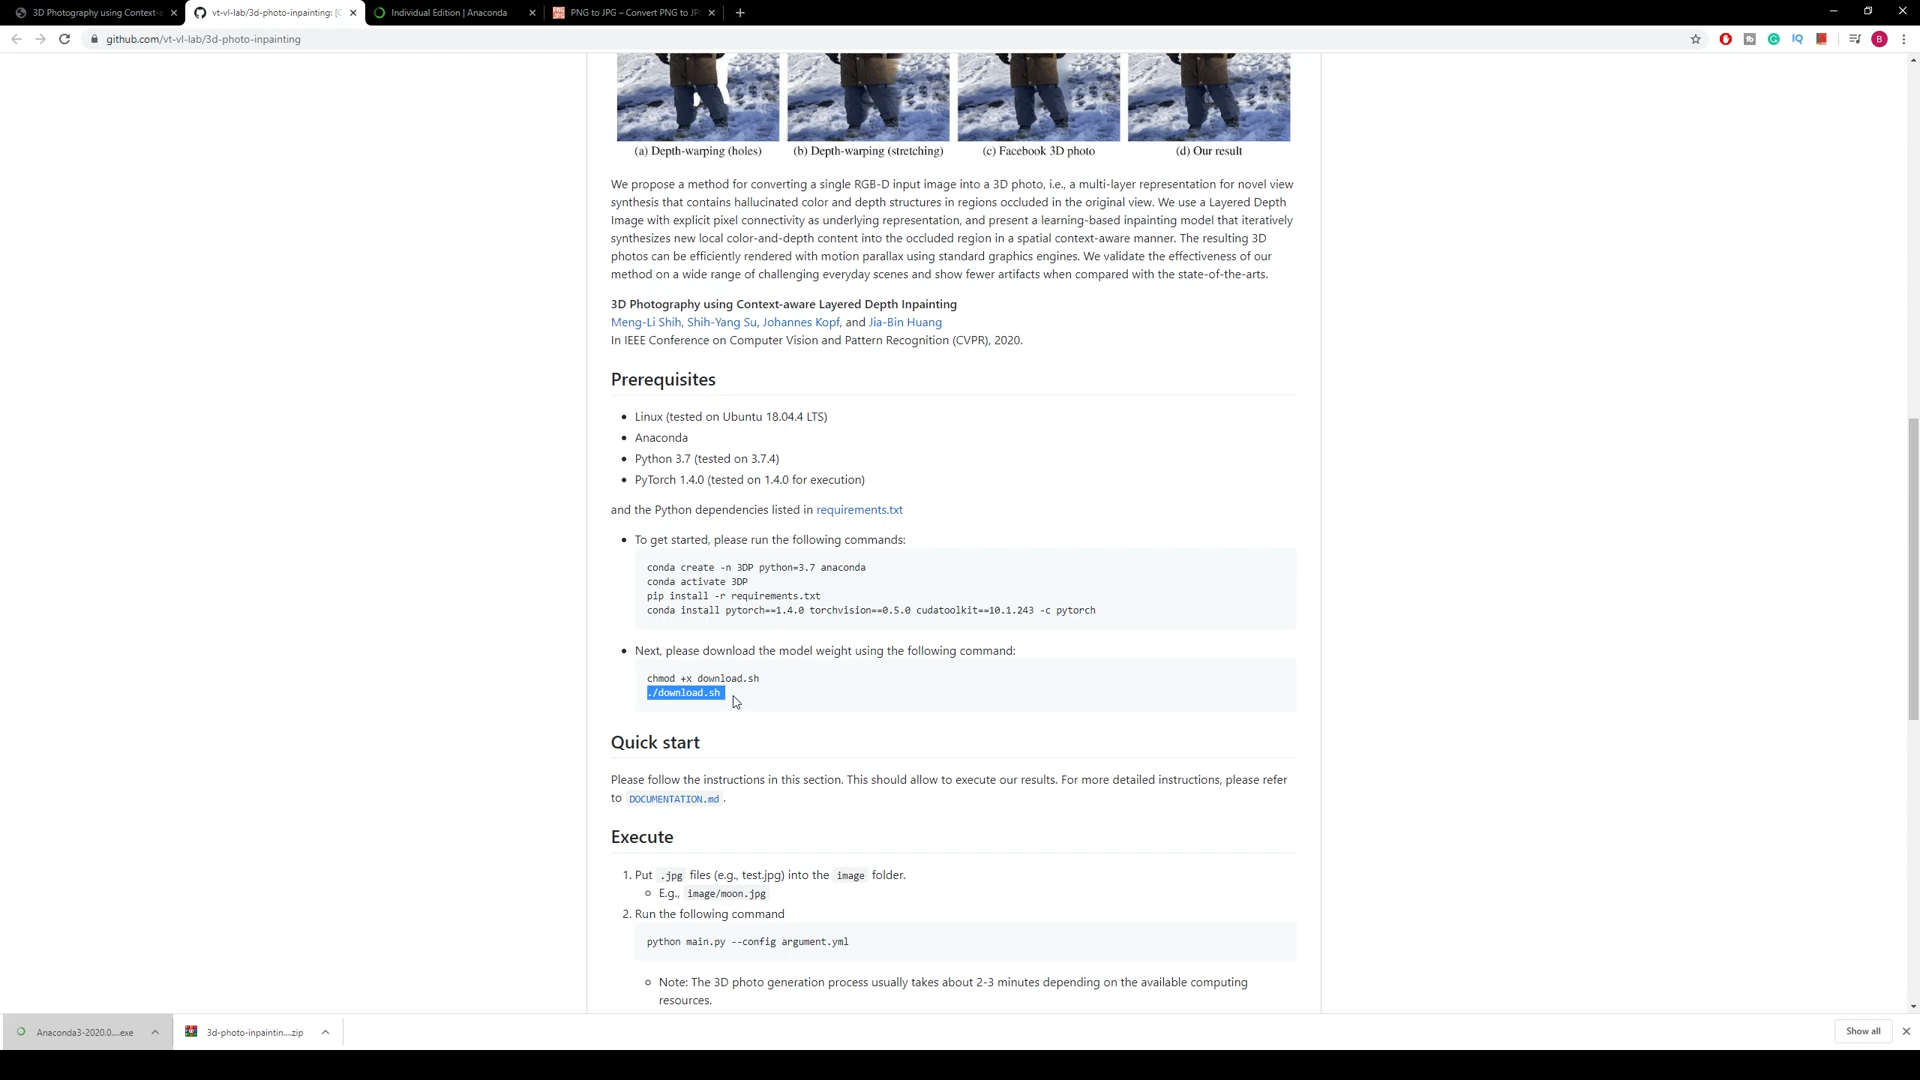 3D Photography using Context-
vt-vl-lab/3d-photo-inpainting: [C
Individual Edition | Anaconda
PNG to JPG – Convert PNG to JP
github.com/vt-vl-lab/3d-photo-inpainting
(a) Depth-warping (holes) (b) Depth-warping (stretching) (c) Facebook 3D photo (d) Our result
We propose a method for converting a single RGB-D input image into a 3D photo, i.e., a multi-layer representation for novel view
synthesis that contains hallucinated color and depth structures in regions occluded in the original view. We use a Layered Depth
Image with explicit pixel connectivity as underlying representation, and present a learning-based inpainting model that iteratively
synthesizes new local color-and-depth content into the occluded region in a spatial context-aware manner. The resulting 3D
photos can be efficiently rendered with motion parallax using standard graphics engines. We validate the effectiveness of our
method on a wide range of challenging everyday scenes and show fewer artifacts when compared with the state-of-the-arts.
3D Photography using Context-aware Layered Depth Inpainting
Meng-Li Shih, Shih-Yang Su, Johannes Kopf, and Jia-Bin Huang
In IEEE Conference on Computer Vision and Pattern Recognition (CVPR), 2020.
Prerequisites
• Linux (tested on Ubuntu 18.04.4 LTS)
• Anaconda
• Python 3.7 (tested on 3.7.4)
• PyTorch 1.4.0 (tested on 1.4.0 for execution)
and the Python dependencies listed in requirements.txt
• To get started, please run the following commands:
conda create -n 3DP python=3.7 anaconda
conda activate 3DP
pip install -r requirements.txt
conda install pytorch==1.4.0 torchvision==0.5.0 cudatoolkit==10.1.243 -c pytorch
• Next, please download the model weight using the following command:
chmod +x download.sh
./download.sh
Quick start
Please follow the instructions in this section. This should allow to execute our results. For more detailed instructions, please refer
to DOCUMENTATION.md.
Execute
1. Put .jpg files (e.g., test.jpg) into the image folder.
E.g., image/moon.jpg
2. Run the following command
python main.py --config argument.yml
Note: The 3D photo generation process usually takes about 2-3 minutes depending on the available computing
resources.
Anaconda3-2020.0....exe
3d-photo-inpaintin....zip
Show all